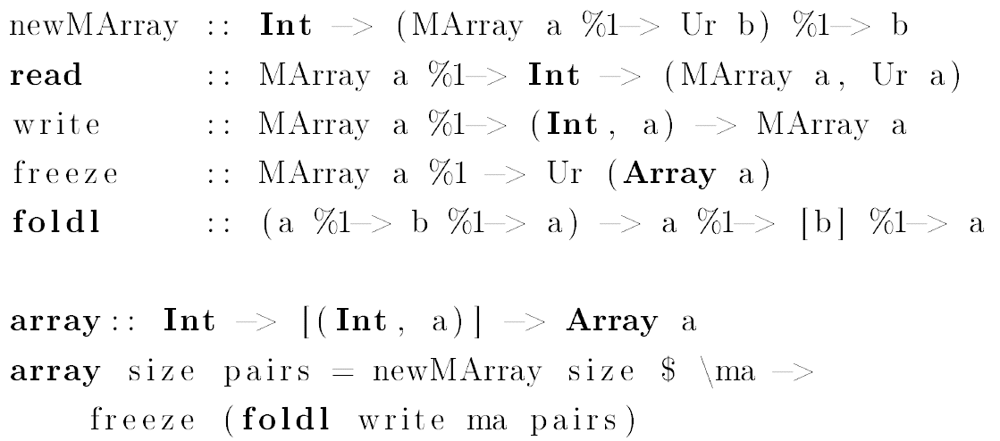 newMArray :: Int -> (MArray a %1-> Ur b) %1-> b
read :: MArray a %1-> Int -> (MArray a, Ur a)
write :: MArray a %1-> (Int, a) -> MArray a
freeze :: MArray a %1 -> Ur (Array a)
foldl :: (a %1-> b %1-> a) -> a %1-> [b] %1-> a
array:: Int -> [(Int, a)] -> Array a
array size pairs = newMArray size $ \ma ->
freeze (foldl write ma pairs)